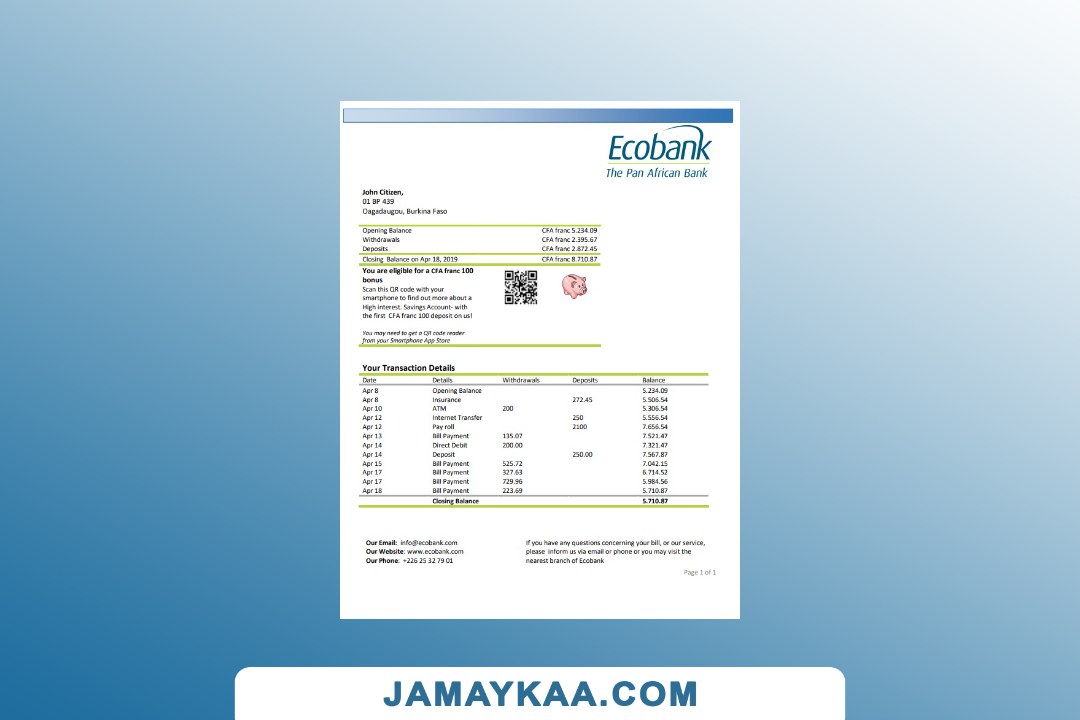 Ecobank
The Pan African Bank
John Citizen,
01 BP 439
Oagadaugou, Burkina Faso
Opening Balance CFA franc 5.234.09
Withdrawals CFA franc 2.395.67
Deposits CFA franc 2.872.45
Closing Balance on Apr 18, 2019 CFA franc 8.710.87
You are eligible for a CFA franc 100
bonus
Scan this QR code with your
smartphone to find out more about a
High interest. Savings Account- with
the first CFA franc 100 deposit on us!
You may need to get a QR code reader
from your Smartphone App Store
Your Transaction Details
Date Details Withdrawals Deposits Balance
Apr 8 Opening Balance 5.234.09
Apr 8 Insurance 272.45 5.506.54
Apr 10 ATM 200 5.306.54
Apr 12 Internet Transfer 250 5.556.54
Apr 12 Pay roll 2100 7.656.54
Apr 13 Bill Payment 135.07 7.521.47
Apr 14 Direct Debit 200.00 7.321.47
Apr 14 Deposit 250.00 7.567.87
Apr 15 Bill Payment 525.72 7.042.15
Apr 17 Bill Payment 327.63 6.714.52
Apr 17 Bill Payment 729.96 5.984.56
Apr 18 Bill Payment 223.69 5.710.87
Closing Balance 5.710.87
Our Email: info@ecobank.com
Our Website: www.ecobank.com
Our Phone: +226 25 32 79 01
If you have any questions concerning your bill, or our service,
please inform us via email or phone or you may visit the
nearest branch of Ecobank
Page 1 of 1
JAMAYKAA.COM